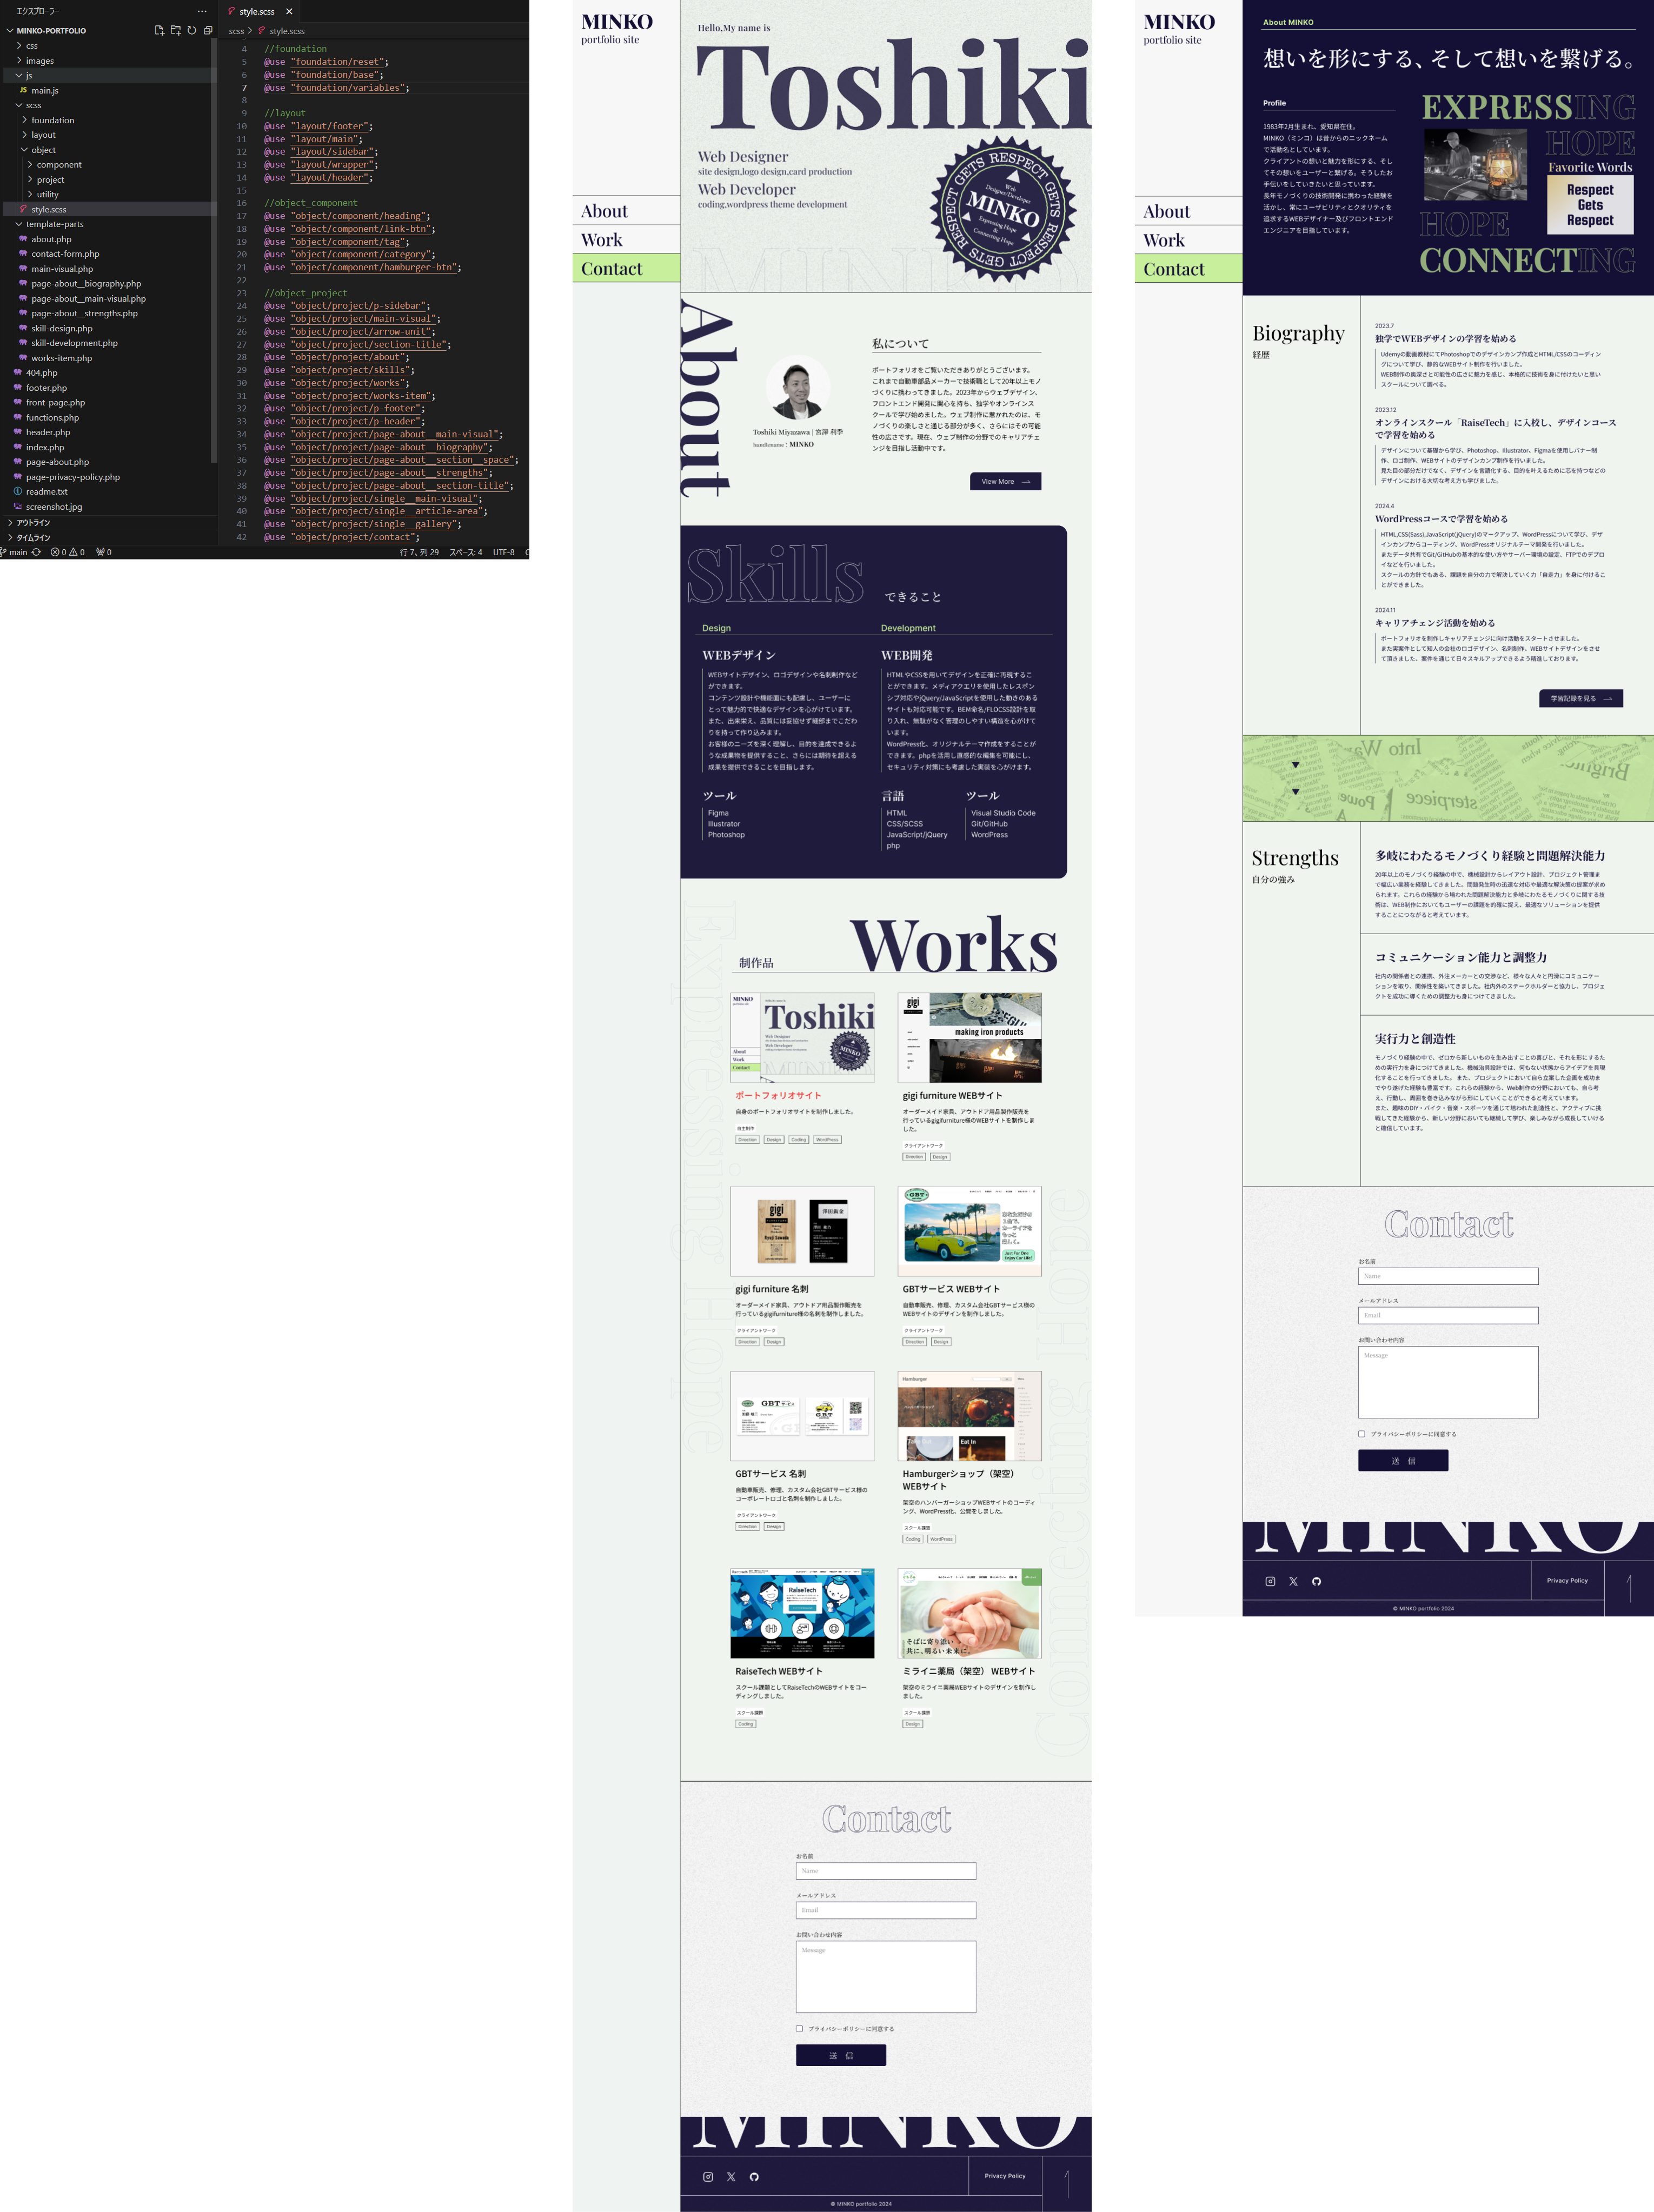 エクスプローラー
MINKO-PORTFOLIO
css
images
js
main.js
scss
foundation
layout
object
component
project
utility
style.scss
template-parts
about.php
contact-form.php
main-visual.php
page-about__biography.php
page-about__main-visual.php
page-about__strengths.php
skill-design.php
skill-development.php
works-item.php
404.php
footer.php
front-page.php
functions.php
header.php
index.php
page-about.php
page-privacy-policy.php
readme.txt
screenshot.jpg
アウトライン
タイムライン
main 0 0 0
style.scss
scss > style.scss
4 //foundation
5 @use "foundation/reset";
6 @use "foundation/base";
7 @use "foundation/variables";
8
9 //layout
10 @use "layout/footer";
11 @use "layout/main";
12 @use "layout/sidebar";
13 @use "layout/wrapper";
14 @use "layout/header";
15
16 //object_component
17 @use "object/component/heading";
18 @use "object/component/link-btn";
19 @use "object/component/tag";
20 @use "object/component/category";
21 @use "object/component/hamburger-btn";
22
23 //object_project
24 @use "object/project/p-sidebar";
25 @use "object/project/main-visual";
26 @use "object/project/arrow-unit";
27 @use "object/project/section-title";
28 @use "object/project/about";
29 @use "object/project/skills";
30 @use "object/project/works";
31 @use "object/project/works-item";
32 @use "object/project/p-footer";
33 @use "object/project/p-header";
34 @use "object/project/page-about__main-visual";
35 @use "object/project/page-about__biography";
36 @use "object/project/page-about__section__space";
37 @use "object/project/page-about__strengths";
38 @use "object/project/page-about__section-title";
39 @use "object/project/single__main-visual";
40 @use "object/project/single__article-area";
41 @use "object/project/single__gallery";
42 @use "object/project/contact";
行 7、列 29 スペース: 4 UTF-8
MINKO
portfolio site
About
Work
Contact
Hello,My name is
Toshiki
Web Designer
site design,logo design,card production
Web Developer
coding,wordpress theme development
RESPECT GETS RESPECT GETS RESPECT GETS
Web
Designer/Developer
MINKO
Expressing Hope
&
Connecting Hope
MINKO
About
Toshiki Miyazawa | 宮澤 利季
handlename : MINKO
私について
ポートフォリオをご覧いただきありがとうございます。
これまで自動車部品メーカーで技術職として20年以上モノ
づくりに携わってきました。2023年からウェブデザイン、
フロントエンド開発に関心を持ち、独学やオンラインス
クールで学び始めました。ウェブ制作に惹かれたのは、モ
ノづくりの楽しさと通じる部分が多く、さらにはその可能
性の広さです。現在、ウェブ制作の分野でのキャリアチェ
ンジを目指し活動中です。
View More
Skills
できること
Design
WEBデザイン
WEBサイトデザイン、ロゴデザインや名刺制作など
ができます。
コンテンツ設計や機能面にも配慮し、ユーザーに
とって魅力的で快適なデザインを心がけています。
また、出来栄え、品質には妥協せず細部までこだわ
りを持って作り込みます。
お客様のニーズを深く理解し、目的を達成できるよ
うな成果物を提供すること、さらには期待を超える
成果を提供できることを目指します。
ツール
Figma
Illustrator
Photoshop
Development
WEB開発
HTMLやCSSを用いてデザインを正確に再現するこ
とができます。メディアクエリを使用したレスポン
シブ対応やjQuery/JavaScriptを使用した動きのある
サイトも対応可能です。BEM命名/FLOCSS設計を取
り入れ、無駄がなく管理のしやすい構造を心がけて
います。
WordPress化、オリジナルテーマ作成をすることが
できます。phpを活用し直感的な編集を可能にし、
セキュリティ対策にも考慮した実装を心がけます。
言語
HTML
CSS/SCSS
JavaScript/jQuery
php
ツール
Visual Studio Code
Git/GitHub
WordPress
Expressing Hope
Connecting Hope
制作品
Works
MINKO
Toshiki
Web Designer
Web Developer
About
Work
Contact
MINKO
ポートフォリオサイト
自身のポートフォリオサイトを制作しました。
自主制作
Direction Design Coding WordPress
gigi
making iron products
gigi furniture WEBサイト
オーダーメイド家具、アウトドア用品製作販売を
行っているgigifurniture様のWEBサイトを制作しま
した。
クライアントワーク
Direction Design
gigi
gigi furniture 名刺
オーダーメイド家具、アウトドア用品製作販売を
行っているgigifurniture様の名刺を制作しました。
クライアントワーク
Direction Design
GBT
Just For You
Enjoy Car Life!
GBTサービス WEBサイト
自動車販売、修理、カスタム会社GBTサービス様の
WEBサイトのデザインを制作しました。
クライアントワーク
Direction Design
GBT サービス
GBT
GBTサービス 名刺
自動車販売、修理、カスタム会社GBTサービス様の
コーポレートロゴと名刺を制作しました。
クライアントワーク
Direction Design
Hamburger
Take Out
Eat In
Hamburgerショップ（架空）
WEBサイト
架空のハンバーガーショップWEBサイトのコーディ
ング、WordPress化、公開をしました。
スクール課題
Coding WordPress
RaiseTech
RaiseTech WEBサイト
スクール課題としてRaiseTechのWEBサイトをコー
ディングしました。
スクール課題
Coding
そばに寄り添い
共に、明るい未来に。
ミライニ薬局（架空） WEBサイト
架空のミライニ薬局WEBサイトのデザインを制作し
ました。
スクール課題
Design
Contact
お名前
Name
メールアドレス
Email
お問い合わせ内容
Message
プライバシーポリシーに同意する
送 信
MINKO
Privacy Policy
© MINKO portfolio 2024
MINKO
portfolio site
About
Work
Contact
About MINKO
想いを形にする、そして想いを繋げる。
Profile
1983年2月生まれ、愛知県在住。
MINKO（ミンコ）は昔からのニックネーム
で活動名としています。
クライアントの想いと魅力を形にする、そし
てその想いをユーザーと繋げる。そうしたお
手伝いをしていきたいと思っています。
長年モノづくりの技術開発に携わった経験を
活かし、常にユーザビリティとクオリティを
追求するWEBデザイナー及びフロントエンド
エンジニアを目指しています。
EXPRESSING
HOPE
Favorite Words
Respect
Gets
Respect
HOPE
CONNECTING
Biography
経歴
2023.7
独学でWEBデザインの学習を始める
Udemyの動画教材にてPhotoshopでのデザインカンプ作成とHTML/CSSのコーディン
グについて学び、静的なWEBサイト制作を行いました。
WEB制作の奥深さと可能性の広さに魅力を感じ、本格的に技術を身に付けたいと思い
スクールについて調べる。
2023.12
オンラインスクール「RaiseTech」に入校し、デザインコース
で学習を始める
デザインについて基礎から学び、Photoshop、Illustrator、Figmaを使用しバナー制
作、ロゴ制作、WEBサイトのデザインカンプ制作を行いました。
見た目の部分だけでなく、デザインを言語化する、目的を叶えるために芯を持つなどの
デザインにおける大切な考え方も学びました。
2024.4
WordPressコースで学習を始める
HTML,CSS(Sass),JavaScript(jQuery)のマークアップ、WordPressについて学び、デザ
インカンプからコーディング、WordPressオリジナルテーマ開発を行いました。
またデータ共有でGit/GitHubの基本的な使い方やサーバー環境の設定、FTPでのデプロ
イなどを行いました。
スクールの方針でもある、課題を自分の力で解決していく力「自走力」を身に付けるこ
とができました。
2024.11
キャリアチェンジ活動を始める
ポートフォリオを制作しキャリアチェンジに向け活動をスタートさせました。
また実案件として知人の会社のロゴデザイン、名刺制作、WEBサイトデザインをさせ
て頂きました。案件を通じて日々スキルアップできるよう精進しております。
学習記録を見る
Strengths
自分の強み
多岐にわたるモノづくり経験と問題解決能力
20年以上のモノづくり経験の中で、機械設計からレイアウト設計、プロジェクト管理ま
で幅広い業務を経験してきました。問題発生時の迅速な対応や最適な解決策の提案が求め
られます。これらの経験から培われた問題解決能力と多岐にわたるモノづくりに関する技
術は、WEB制作においてもユーザーの課題を的確に捉え、最適なソリューションを提供
することにつながると考えています。
コミュニケーション能力と調整力
社内の関係者との連携、外注メーカーとの交渉など、様々な人々と円滑にコミュニケー
ションを取り、関係性を築いてきました。社内外のステークホルダーと協力し、プロジェ
クトを成功に導くための調整力も身につけてきました。
実行力と創造性
モノづくり経験の中で、ゼロから新しいものを生み出すことの喜びと、それを形にするた
めの実行力を身につけてきました。機械治具設計では、何もない状態からアイデアを具現
化することを行ってきました。 また、プロジェクトにおいて自ら立案した企画を成功ま
でやり遂げた経験も豊富です。これらの経験から、Web制作の分野においても、自ら考
え、行動し、周囲を巻き込みながら形にしていくことができると考えています。
また、趣味のDIY・バイク・音楽・スポーツを通じて培われた創造性と、アクティブに挑
戦してきた経験から、新しい分野においても継続して学び、楽しみながら成長していける
と確信しています。
Contact
お名前
Name
メールアドレス
Email
お問い合わせ内容
Message
プライバシーポリシーに同意する
送 信
MINKO
Privacy Policy
© MINKO portfolio 2024